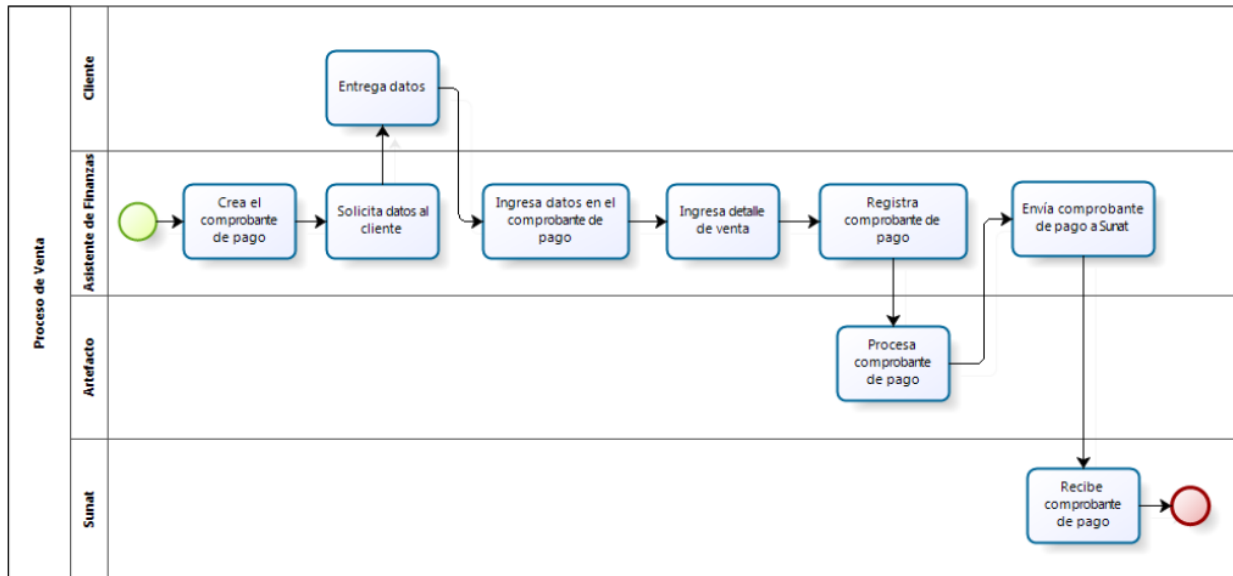 Proceso de Venta
Cliente
Entrega datos
Asistente de Finanzas
Crea el
comprobante
de pago
Solicita datos al
cliente
Ingresa datos en el
comprobante de
pago
Ingresa detalle
de venta
Registra
comprobante de
pago
Envía comprobante
de pago a Sunat
Artefacto
Procesa
comprobante
de pago
Sunat
Recibe
comprobante
de pago